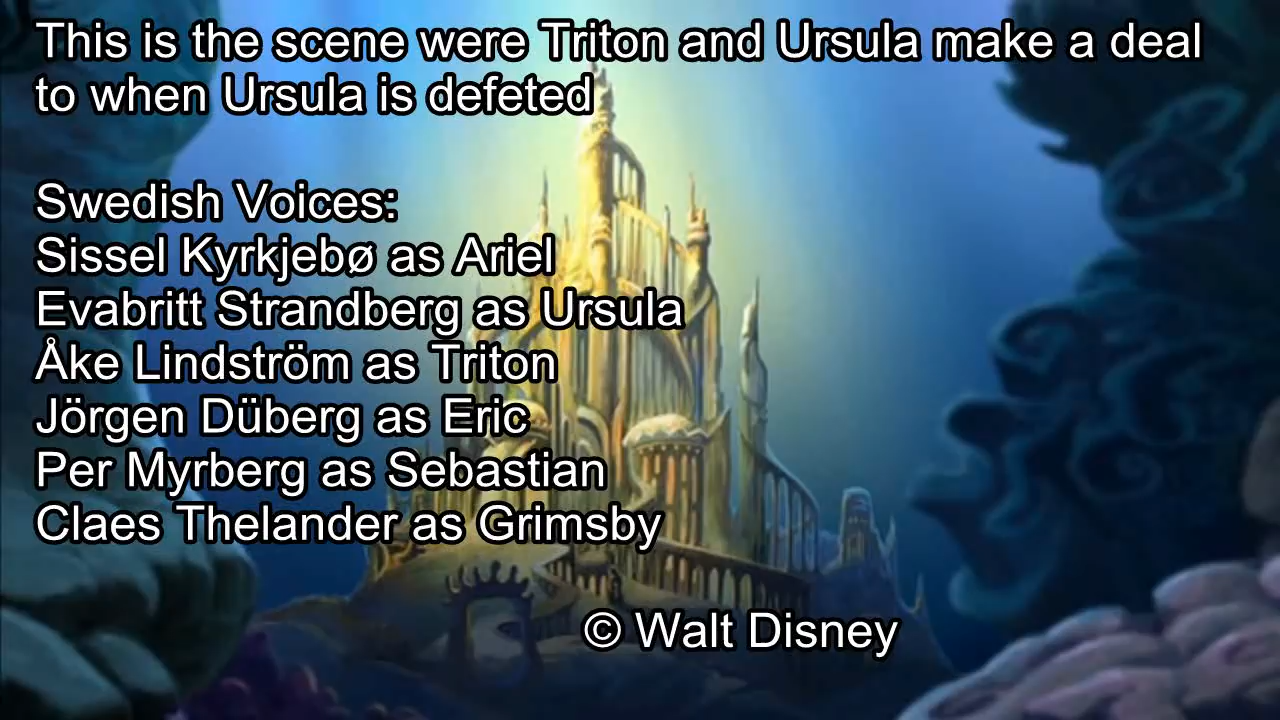 This is the scene were Triton and Ursula make a deal
to when Ursula is defeted
Swedish Voices:
Sissel Kyrkjebø as Ariel
Evabritt Strandberg as Ursula
Åke Lindström as Triton
Jörgen Düberg as Eric
Per Myrberg as Sebastian
Claes Thelander as Grimsby
© Walt Disney